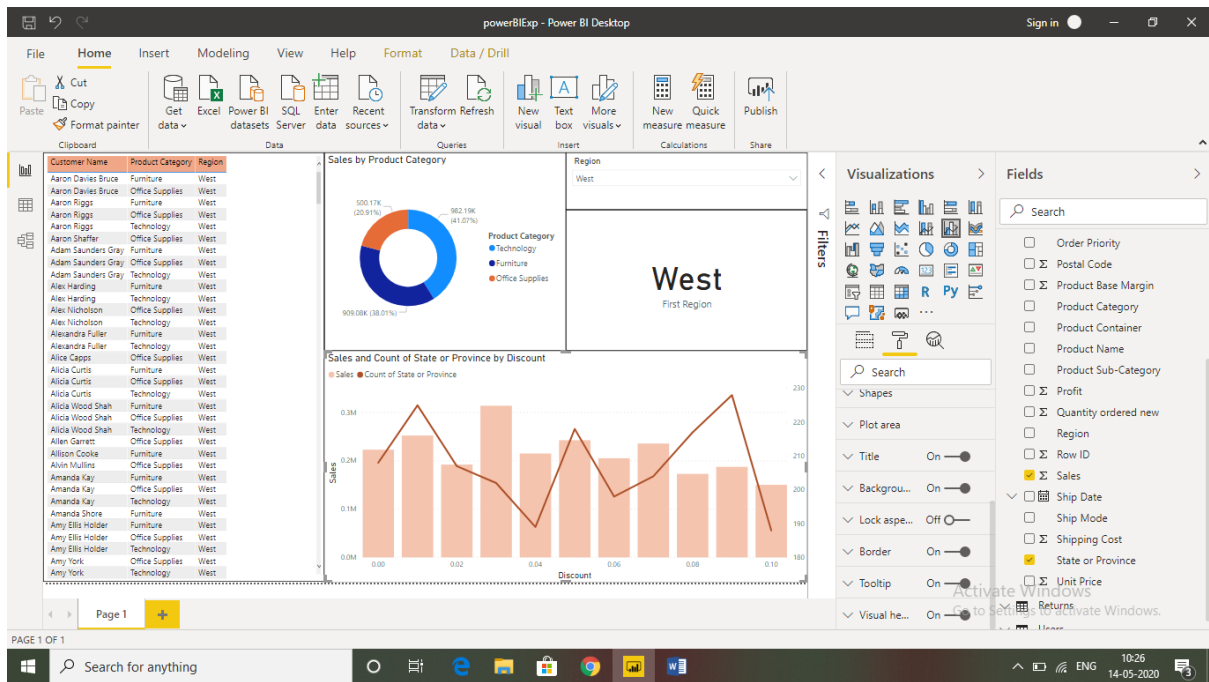 powerBIExp - Power BI Desktop
Sign in
File Home Insert Modeling View Help Format Data / Drill
Paste
Cut
Copy
Format painter
Clipboard
Get data
Excel
Power BI datasets
SQL Server
Enter data
Recent sources
Data
Transform data
Refresh
Queries
New visual
Text box
More visuals
Insert
New measure
Quick measure
Calculations
Publish
Share
Customer Name Product Category Region
Aaron Davies Bruce Furniture West
Aaron Davies Bruce Office Supplies West
Aaron Riggs Furniture West
Aaron Riggs Office Supplies West
Aaron Riggs Technology West
Aaron Shaffer Office Supplies West
Adam Saunders Gray Furniture West
Adam Saunders Gray Office Supplies West
Adam Saunders Gray Technology West
Alex Harding Furniture West
Alex Harding Technology West
Alex Nicholson Office Supplies West
Alex Nicholson Technology West
Alexandra Fuller Furniture West
Alexandra Fuller Technology West
Alice Capps Office Supplies West
Alicia Curtis Furniture West
Alicia Curtis Office Supplies West
Alicia Curtis Technology West
Alicia Wood Shah Furniture West
Alicia Wood Shah Office Supplies West
Alicia Wood Shah Technology West
Allen Garrett Office Supplies West
Allison Cooke Furniture West
Alvin Mullins Office Supplies West
Amanda Kay Furniture West
Amanda Kay Office Supplies West
Amanda Kay Technology West
Amanda Shore Furniture West
Amy Ellis Holder Furniture West
Amy Ellis Holder Office Supplies West
Amy Ellis Holder Technology West
Amy York Office Supplies West
Amy York Technology West
Sales by Product Category
500.17K
(20.91%)
982.19K
(41.07%)
909.08K (38.01%)
Product Category
Technology
Furniture
Office Supplies
Region
West
West
First Region
Sales and Count of State or Province by Discount
Sales Count of State or Province
0.3M
0.2M
0.1M
0.0M
Sales
230
220
210
200
190
180
0.00 0.02 0.04 0.06 0.08 0.10
Discount
Filters
Visualizations
123
R Py
...
Search
Shapes
Plot area
Title On
Backgrou... On
Lock aspe... Off
Border On
Tooltip On
Visual he... On
Fields
Search
Order Priority
Σ Postal Code
Σ Product Base Margin
Product Category
Product Container
Product Name
Product Sub-Category
Σ Profit
Σ Quantity ordered new
Region
Σ Row ID
Σ Sales
Ship Date
Ship Mode
Σ Shipping Cost
State or Province
Σ Unit Price
Returns
Users
Activate Windows
Go to Settings to activate Windows.
Page 1 +
PAGE 1 OF 1
Search for anything
ENG
10:26
14-05-2020
3